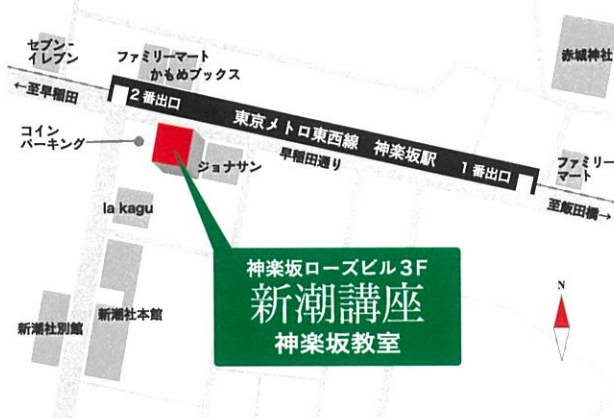 セブン-
イレブン
ファミリーマート
かもめブックス
赤城神社
←至早稲田
2番出口
東京メトロ東西線 神楽坂駅
1番出口
コイン
パーキング
ジョナサン
早稲田通り
ファミリー
マート
至飯田橋→
la kagu
神楽坂ローズビル3F
新潮講座
神楽坂教室
N
新潮社別館
新潮社本館